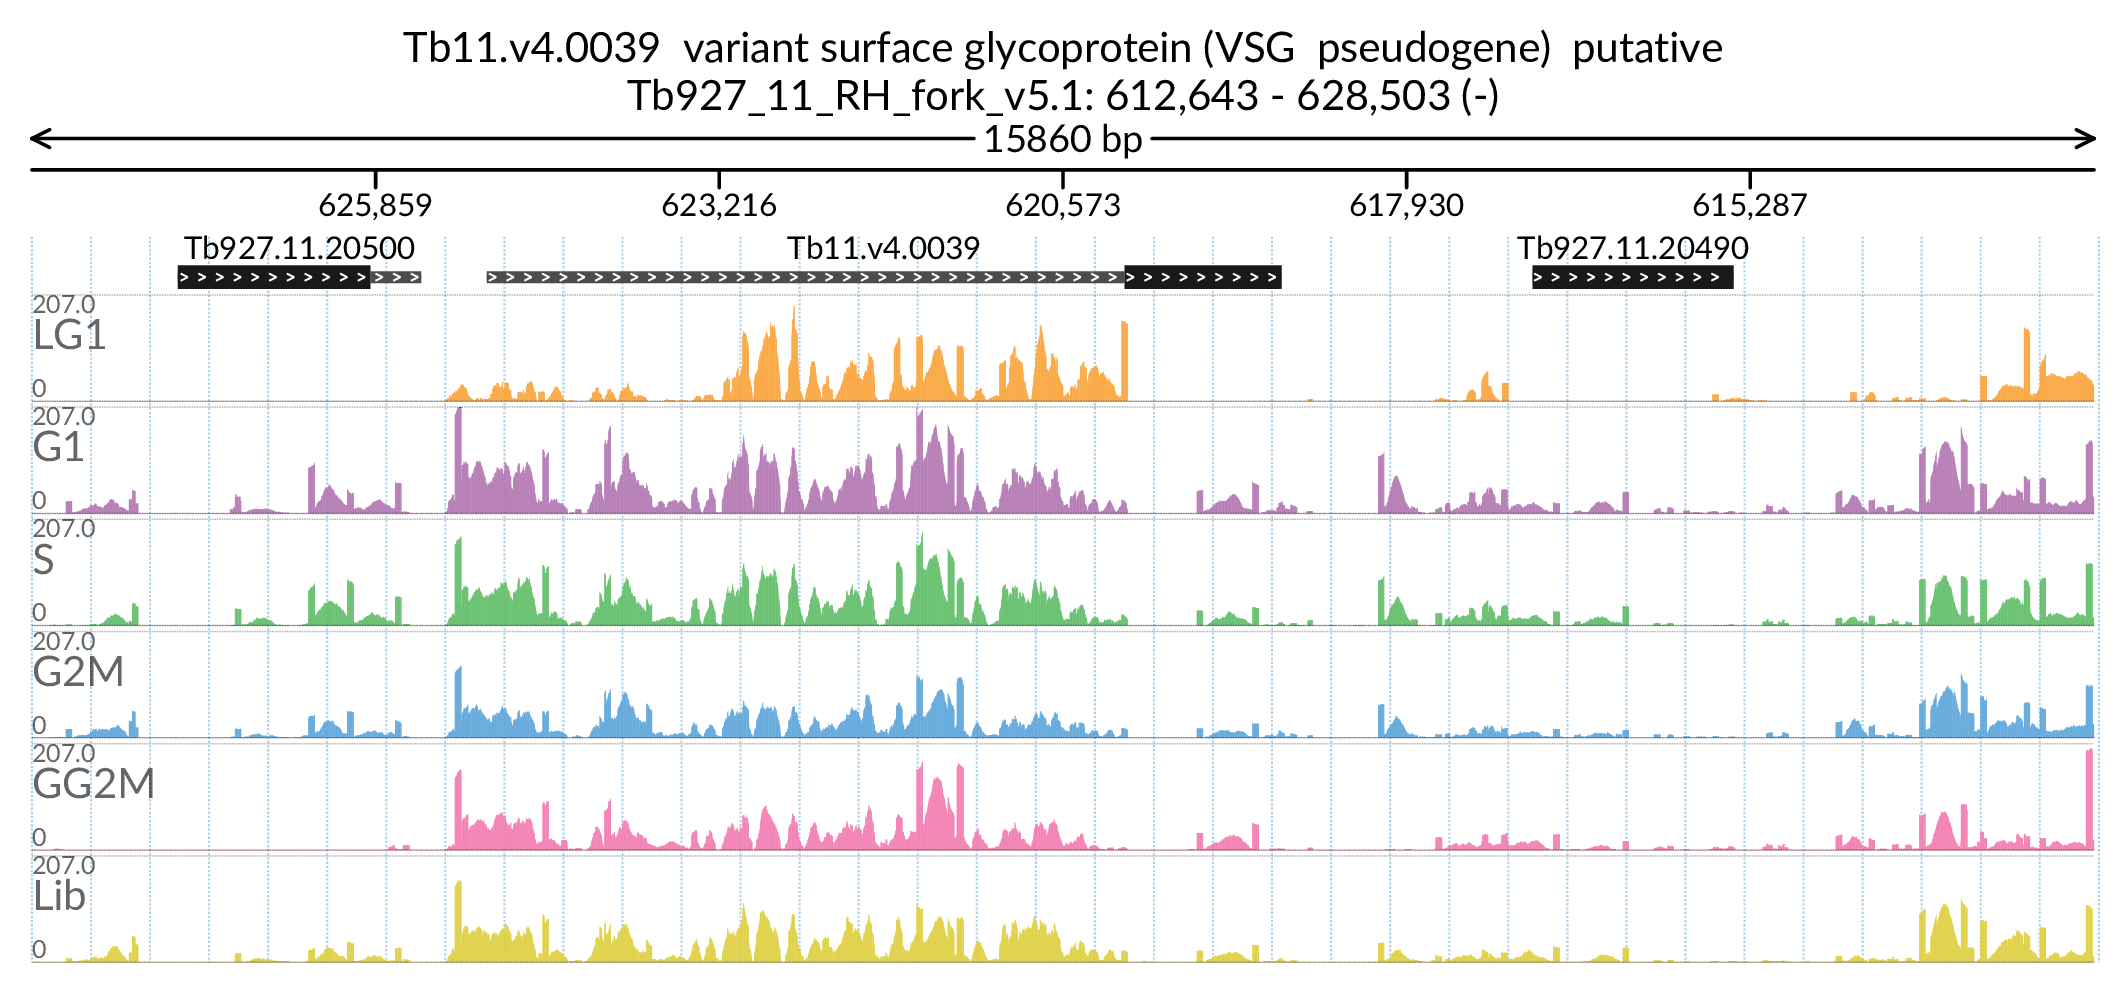 Tb11.v4.0039 variant surface glycoprotein (VSG pseudogene) putative
Tb927_11_RH_fork_v5.1: 612,643 - 628,503 (-)
15860 bp
625,859 623,216 620,573 617,930 615,287
Tb927.11.20500 Tb11.v4.0039 Tb927.11.20490
207.0
LG1
0
207.0
G1
0
207.0
S
0
207.0
G2M
0
207.0
GG2M
0
207.0
Lib
0